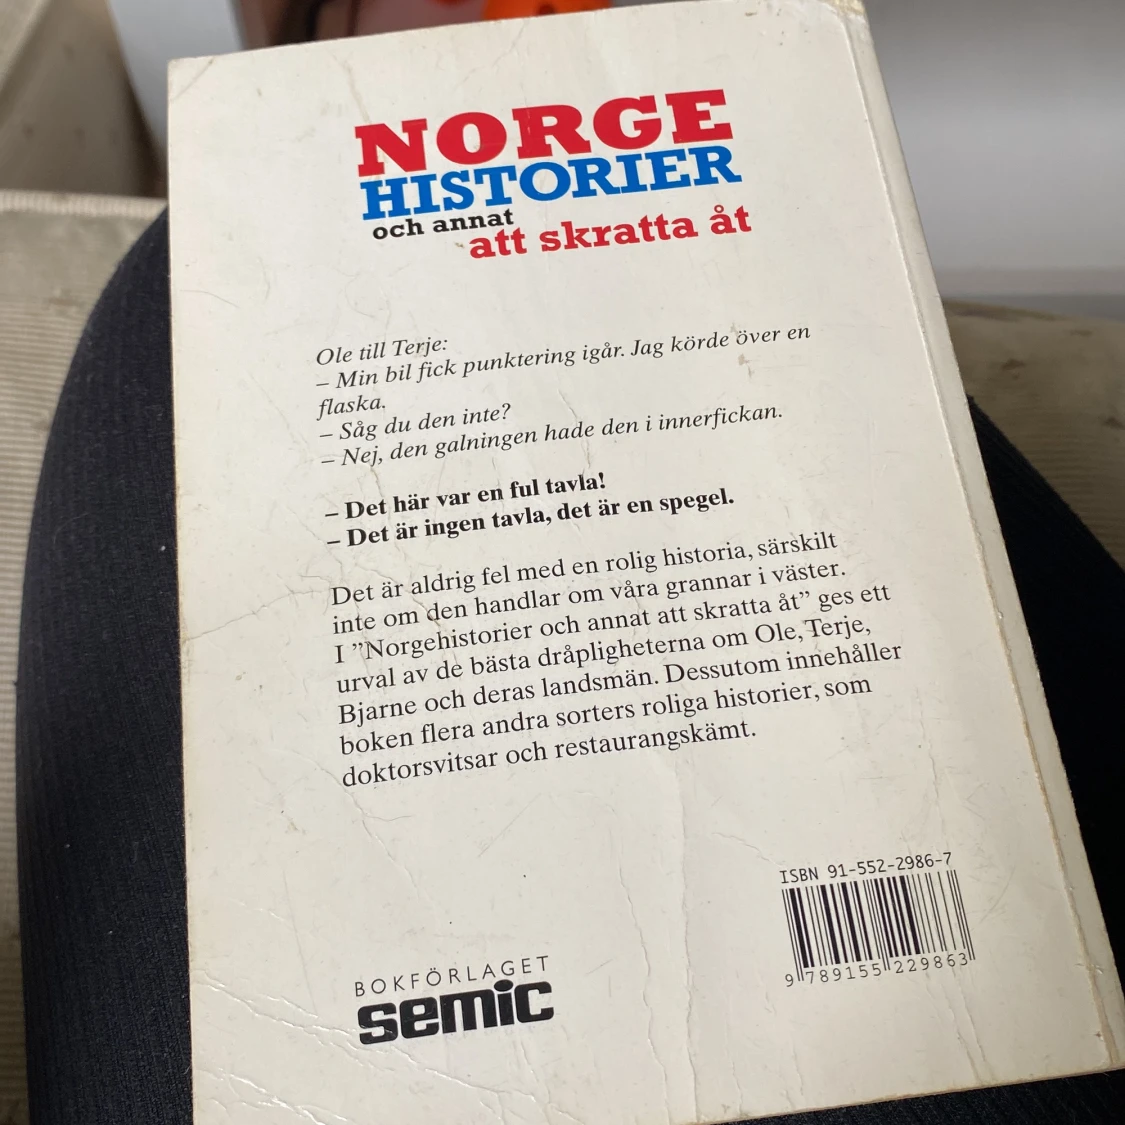 NORGE
HISTORIER
och annat
att skratta åt
Ole till Terje:
– Min bil fick punktering igår. Jag körde över en
flaska.
– Såg du den inte?
– Nej, den galningen hade den i innerfickan.
– Det här var en ful tavla!
– Det är ingen tavla, det är en spegel.
Det är aldrig fel med en rolig historia, särskilt
inte om den handlar om våra grannar i väster.
I ”Norgehistorier och annat att skratta åt” ges ett
urval av de bästa dråpligheterna om Ole, Terje,
Bjarne och deras landsmän. Dessutom innehåller
boken flera andra sorters roliga historier, som
doktorsvitsar och restaurangskämt.
ISBN 91-552-2986-7
9 789155 229863
BOKFÖRLAGET
semic